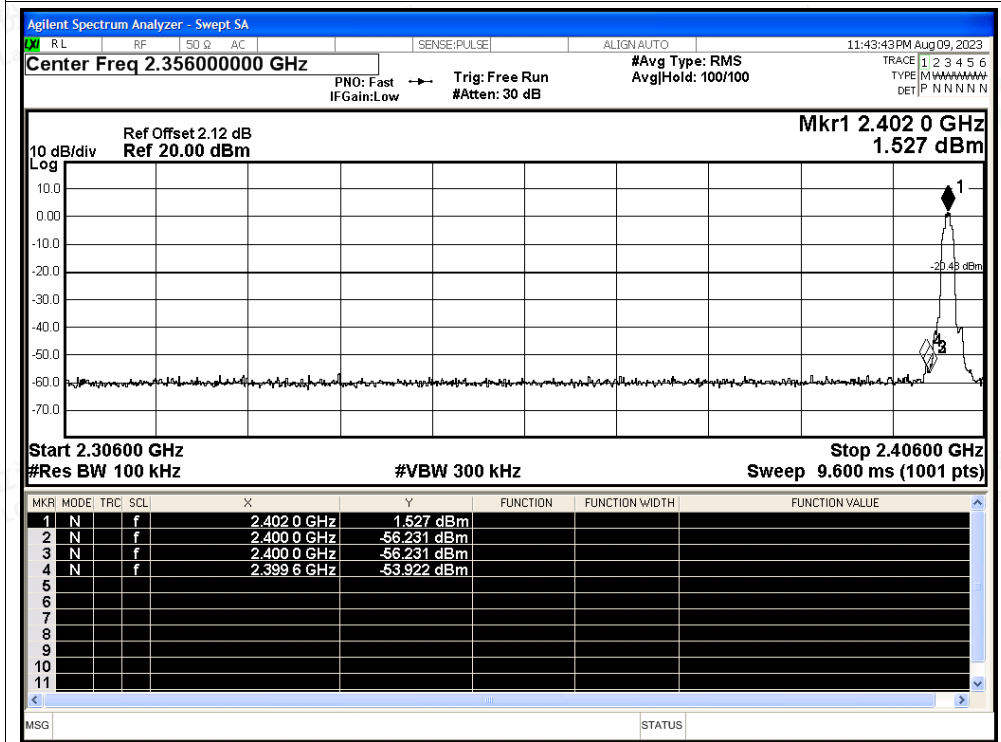 Agilent Spectrum Analyzer - Swept SA
LXI RL RF 50 Ω AC SENSE:PULSE ALIGN AUTO 11:43:43 PM Aug 09, 2023
Center Freq 2.356000000 GHz
PNO: Fast
IFGain:Low
Trig: Free Run
#Atten: 30 dB
#Avg Type: RMS
Avg|Hold: 100/100
TRACE 1 2 3 4 5 6
TYPE M W W W W W
DET P N N N N N
Mkr1 2.402 0 GHz
1.527 dBm
Ref Offset 2.12 dB
10 dB/div Ref 20.00 dBm
Log
10.0
0.00
-10.0
-20.0
-30.0
-40.0
-50.0
-60.0
-70.0
1
-20.43 dBm
4
3
Start 2.30600 GHz Stop 2.40600 GHz
#Res BW 100 kHz #VBW 300 kHz Sweep 9.600 ms (1001 pts)
MKR MODE TRC SCL X Y FUNCTION FUNCTION WIDTH FUNCTION VALUE
1 N f 2.402 0 GHz 1.527 dBm
2 N f 2.400 0 GHz -56.231 dBm
3 N f 2.400 0 GHz -56.231 dBm
4 N f 2.399 6 GHz -53.922 dBm
5
6
7
8
9
10
11
MSG STATUS